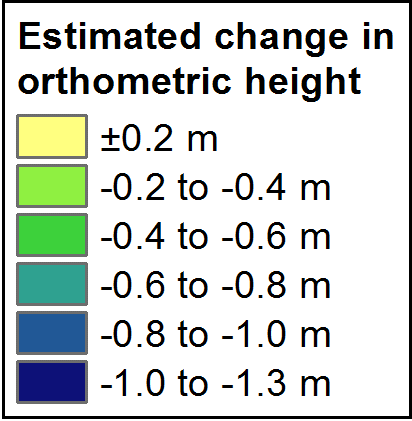 Estimated change in
orthometric height
±0.2 m
-0.2 to -0.4 m
-0.4 to -0.6 m
-0.6 to -0.8 m
-0.8 to -1.0 m
-1.0 to -1.3 m